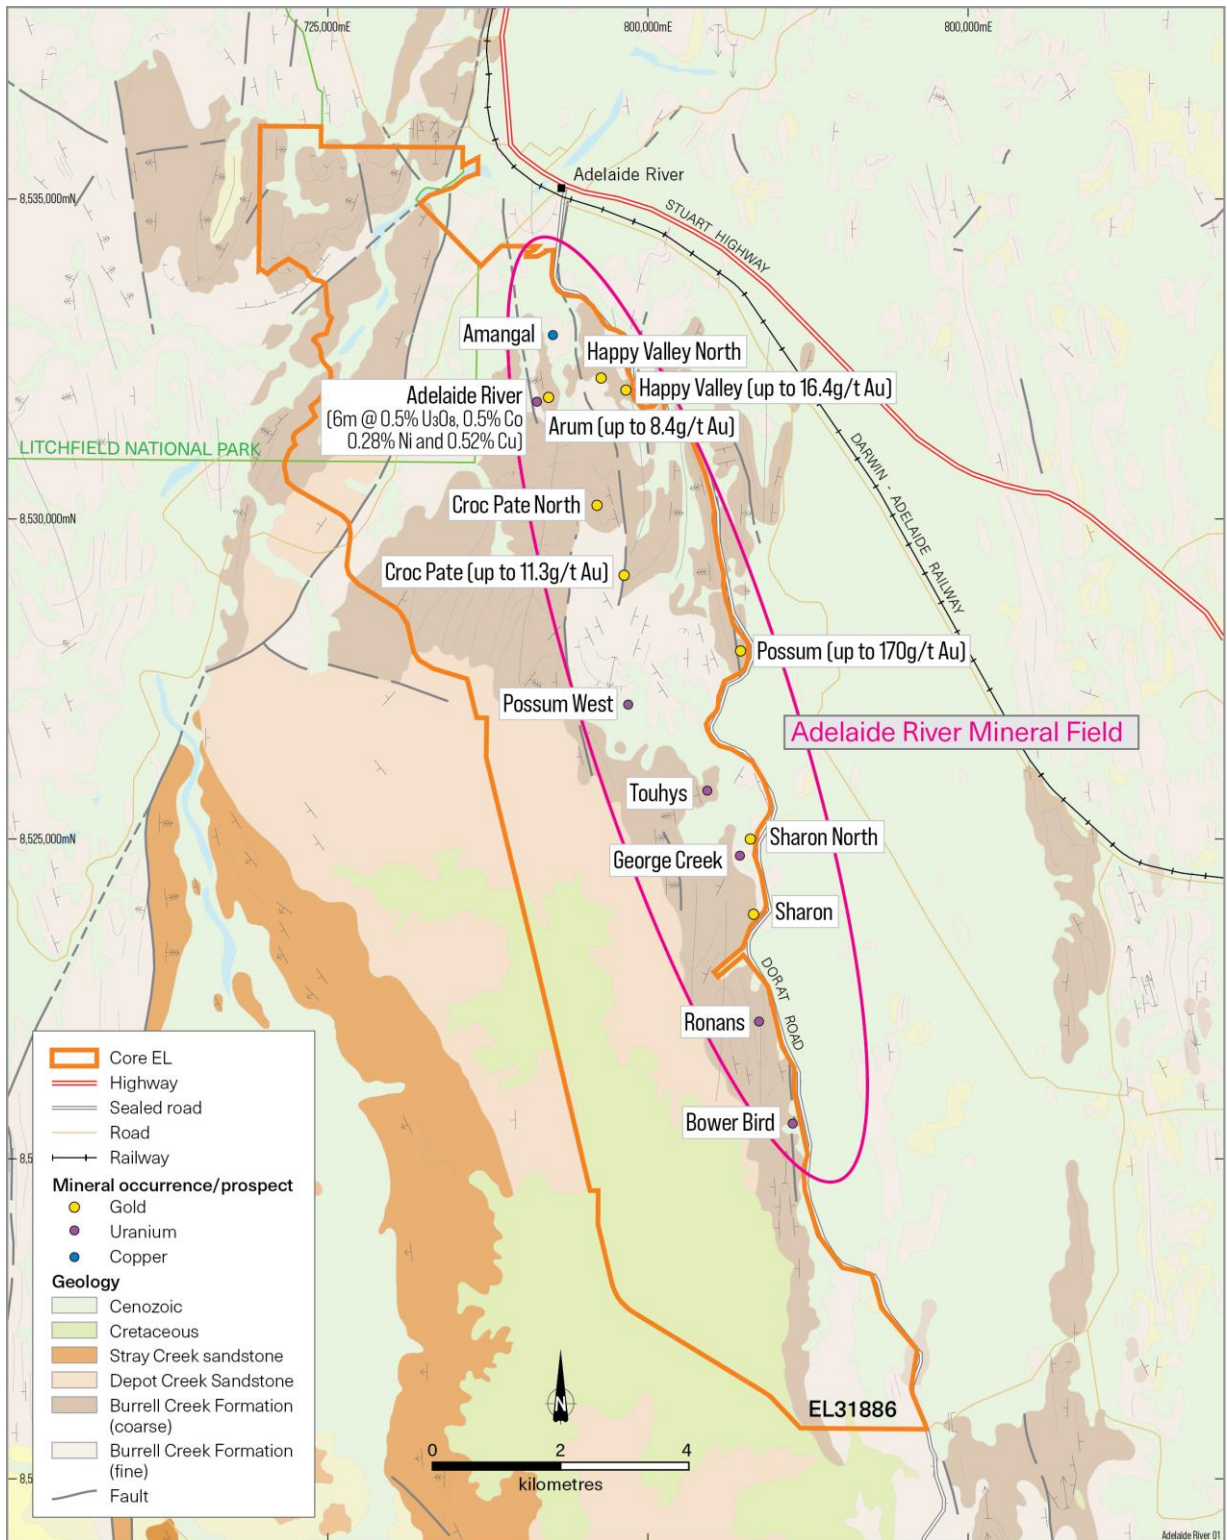 725,000mE
800,000mE
800,000mE
8,535,000mN
Adelaide River
STUART HIGHWAY
Amangal
Happy Valley North
Happy Valley (up to 16.4g/t Au)
Adelaide River
(6m @ 0.5% U₃O₈, 0.5% Co
0.28% Ni and 0.52% Cu)
Arum (up to 8.4g/t Au)
LITCHFIELD NATIONAL PARK
DARWIN - ADELAIDE RAILWAY
Croc Pate North
8,530,000mN
Croc Pate (up to 11.3g/t Au)
Possum (up to 170g/t Au)
Possum West
Adelaide River Mineral Field
Touhys
8,525,000mN
Sharon North
George Creek
Sharon
DORAT ROAD
Ronans
Bower Bird
Core EL
Highway
Sealed road
Road
Railway
Mineral occurrence/prospect
Gold
Uranium
Copper
Geology
Cenozoic
Cretaceous
Stray Creek sandstone
Depot Creek Sandstone
Burrell Creek Formation
(coarse)
Burrell Creek Formation
(fine)
Fault
N
EL31886
0 2 4
kilometres
Adelaide River 01